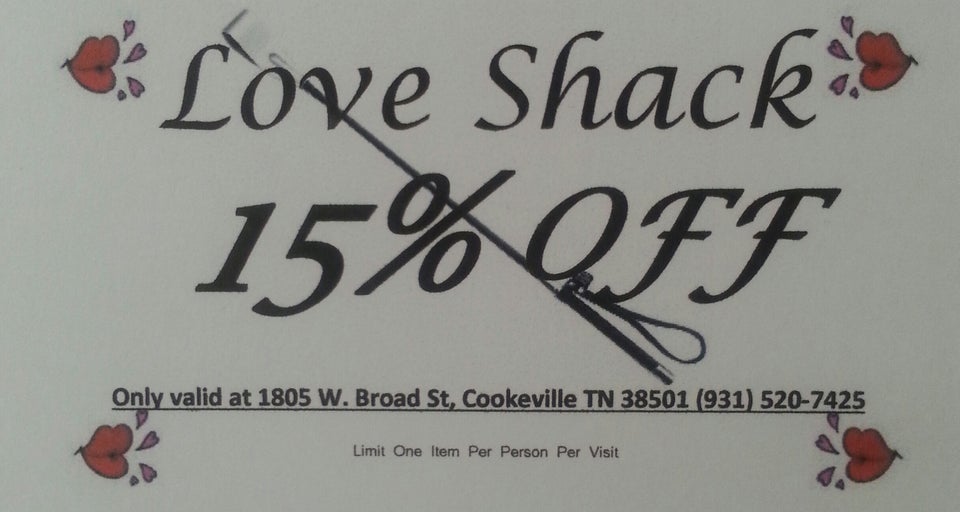 Love Shack
15% OFF
Only valid at 1805 W. Broad St, Cookeville TN 38501 (931) 520-7425
Limit One Item Per Person Per Visit